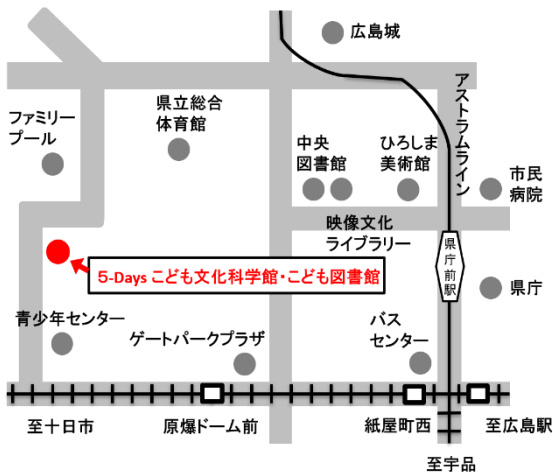 広島城
アストラムライン
ファミリー
プール
県立総合
体育館
中央
図書館
ひろしま
美術館
市民
病院
映像文化
ライブラリー
県庁前駅
5-Days こども文化科学館・こども図書館
県庁
青少年センター
ゲートパークプラザ
バス
センター
至十日市
原爆ドーム前
紙屋町西
至広島駅
至宇品